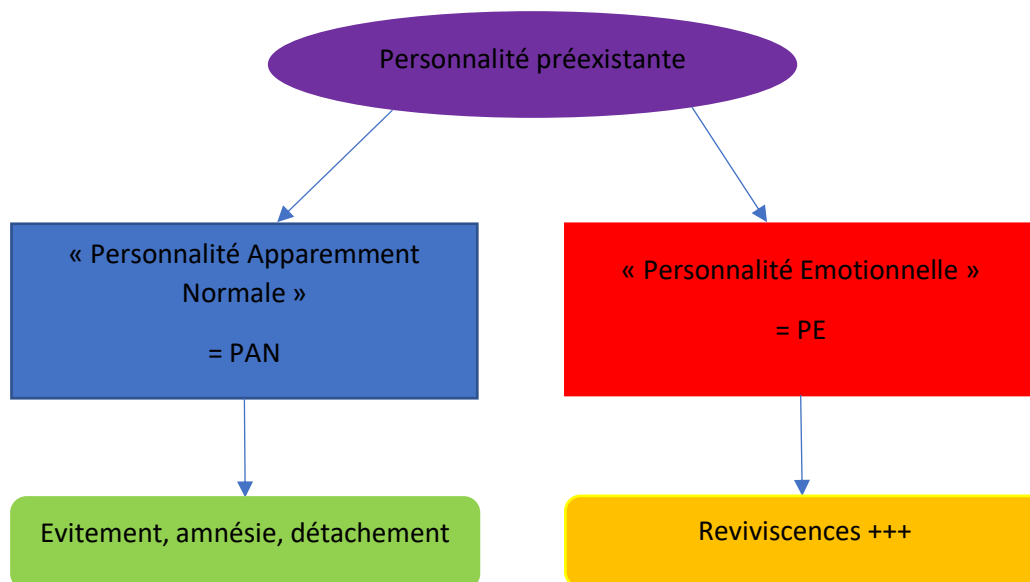 Personnalité préexistante
« Personnalité Apparemment
Normale »
= PAN
« Personnalité Emotionnelle »
= PE
Evitement, amnésie, détachement
Reviviscences +++